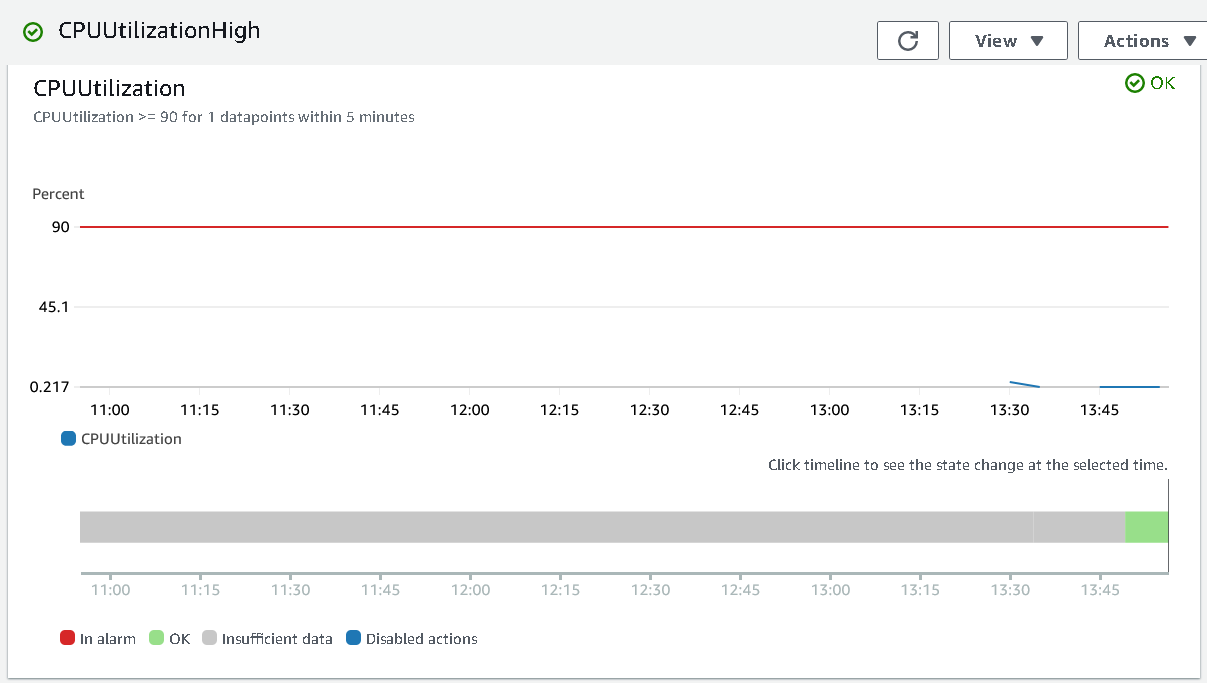 CPUUtilizationHigh
View
Actions
CPUUtilization
OK
CPUUtilization >= 90 for 1 datapoints within 5 minutes
Percent
90
45.1
0.217
11:00 11:15 11:30 11:45 12:00 12:15 12:30 12:45 13:00 13:15 13:30 13:45
CPUUtilization
Click timeline to see the state change at the selected time.
11:00 11:15 11:30 11:45 12:00 12:15 12:30 12:45 13:00 13:15 13:30 13:45
In alarm OK Insufficient data Disabled actions